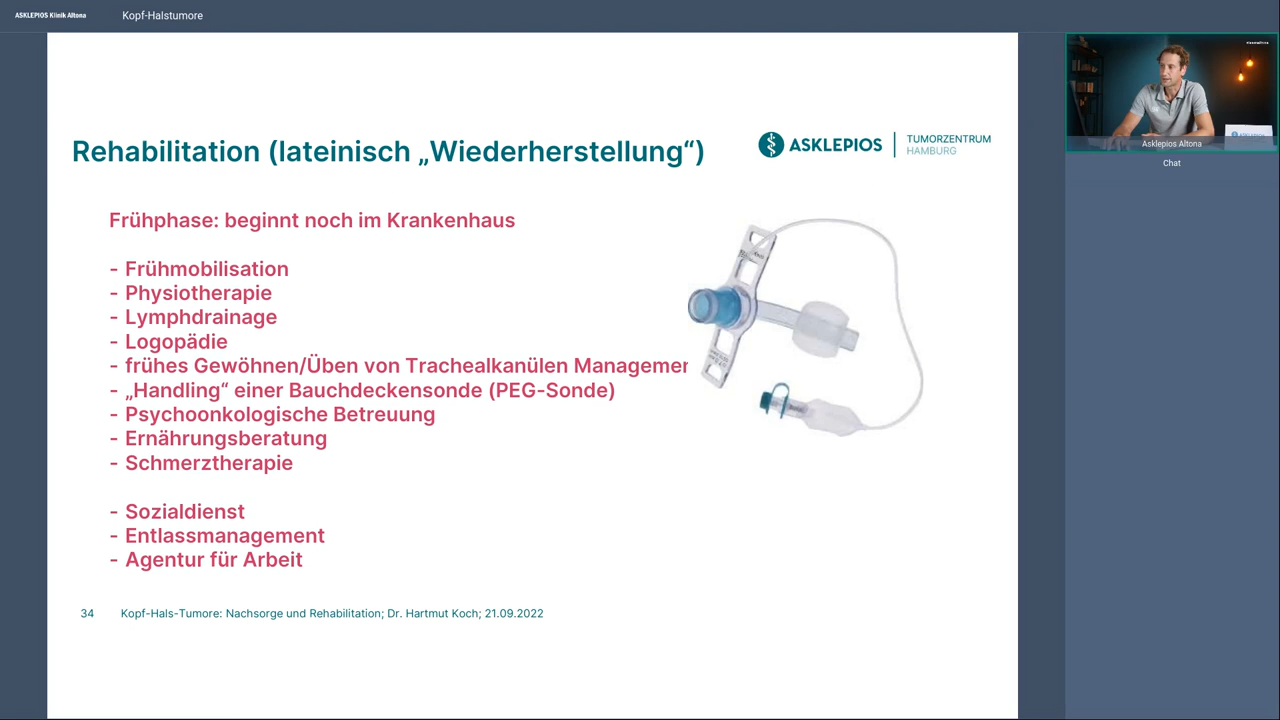 ASKLEPIOS Klinik Altona
Kopf-Halstumore
Rehabilitation (lateinisch „Wiederherstellung“)
ASKLEPIOS
TUMORZENTRUM
HAMBURG
Frühphase: beginnt noch im Krankenhaus
- Frühmobilisation
- Physiotherapie
- Lymphdrainage
- Logopädie
- frühes Gewöhnen/Üben von Trachealkanülen Managemen
- „Handling“ einer Bauchdeckensonde (PEG-Sonde)
- Psychoonkologische Betreuung
- Ernährungsberatung
- Schmerztherapie
- Sozialdienst
- Entlassmanagement
- Agentur für Arbeit
34 Kopf-Hals-Tumore: Nachsorge und Rehabilitation; Dr. Hartmut Koch; 21.09.2022
Asklepios Altona
Chat